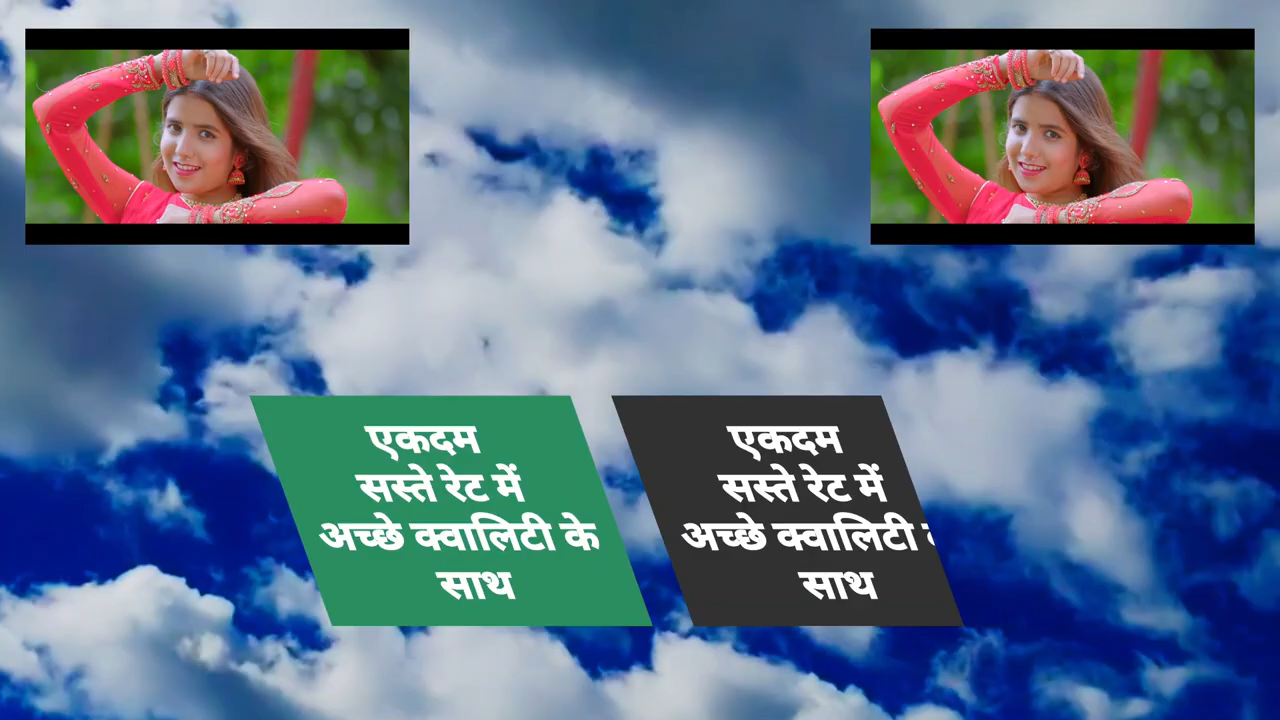 एकदम
सस्ते रेट में
अच्छे क्वालिटी के
साथ
एकदम
सस्ते रेट में
अच्छे क्वालिटी
साथ